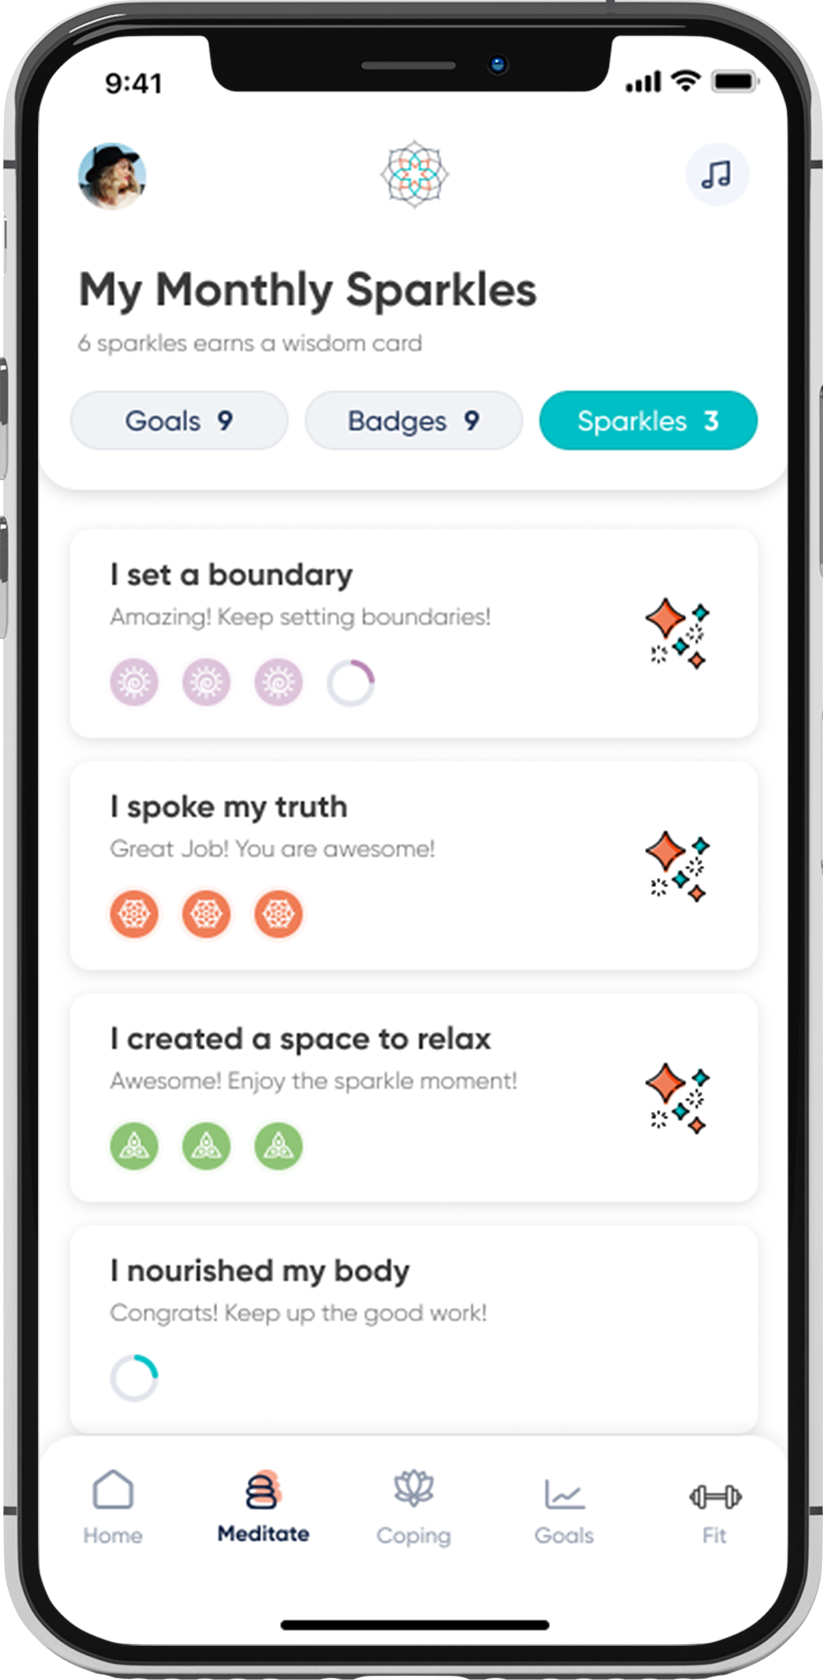 9:41
My Monthly Sparkles
6 sparkles earns a wisdom card
Goals 9 Badges 9 Sparkles 3
I set a boundary
Amazing! Keep setting boundaries!
I spoke my truth
Great Job! You are awesome!
I created a space to relax
Awesome! Enjoy the sparkle moment!
I nourished my body
Congrats! Keep up the good work!
Home Meditate Coping Goals Fit